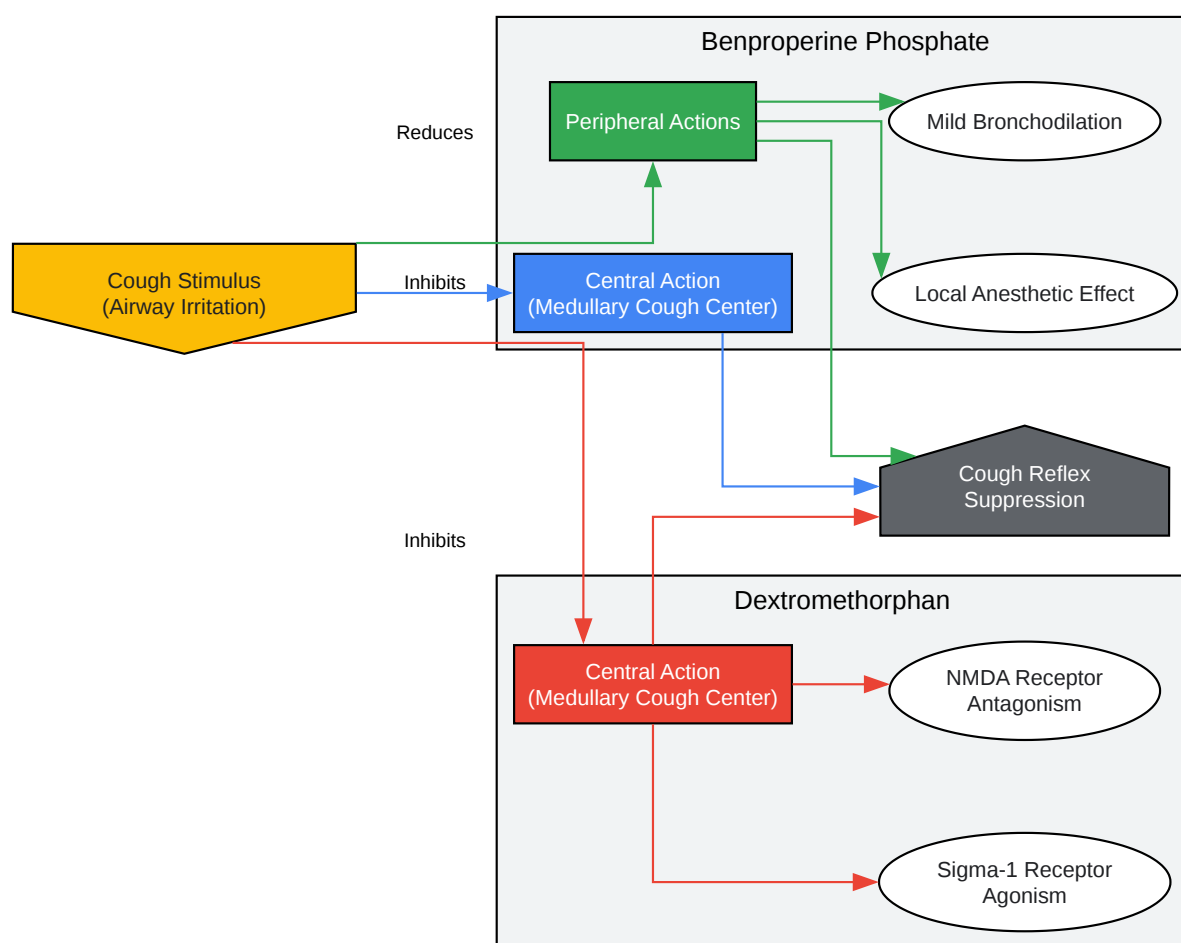 Benproperine Phosphate
Peripheral Actions
Mild Bronchodilation
Reduces
Cough Stimulus
(Airway Irritation)
Inhibits
Central Action
(Medullary Cough Center)
Local Anesthetic Effect
Cough Reflex
Suppression
Inhibits
Dextromethorphan
Central Action
(Medullary Cough Center)
NMDA Receptor
Antagonism
Sigma-1 Receptor
Agonism